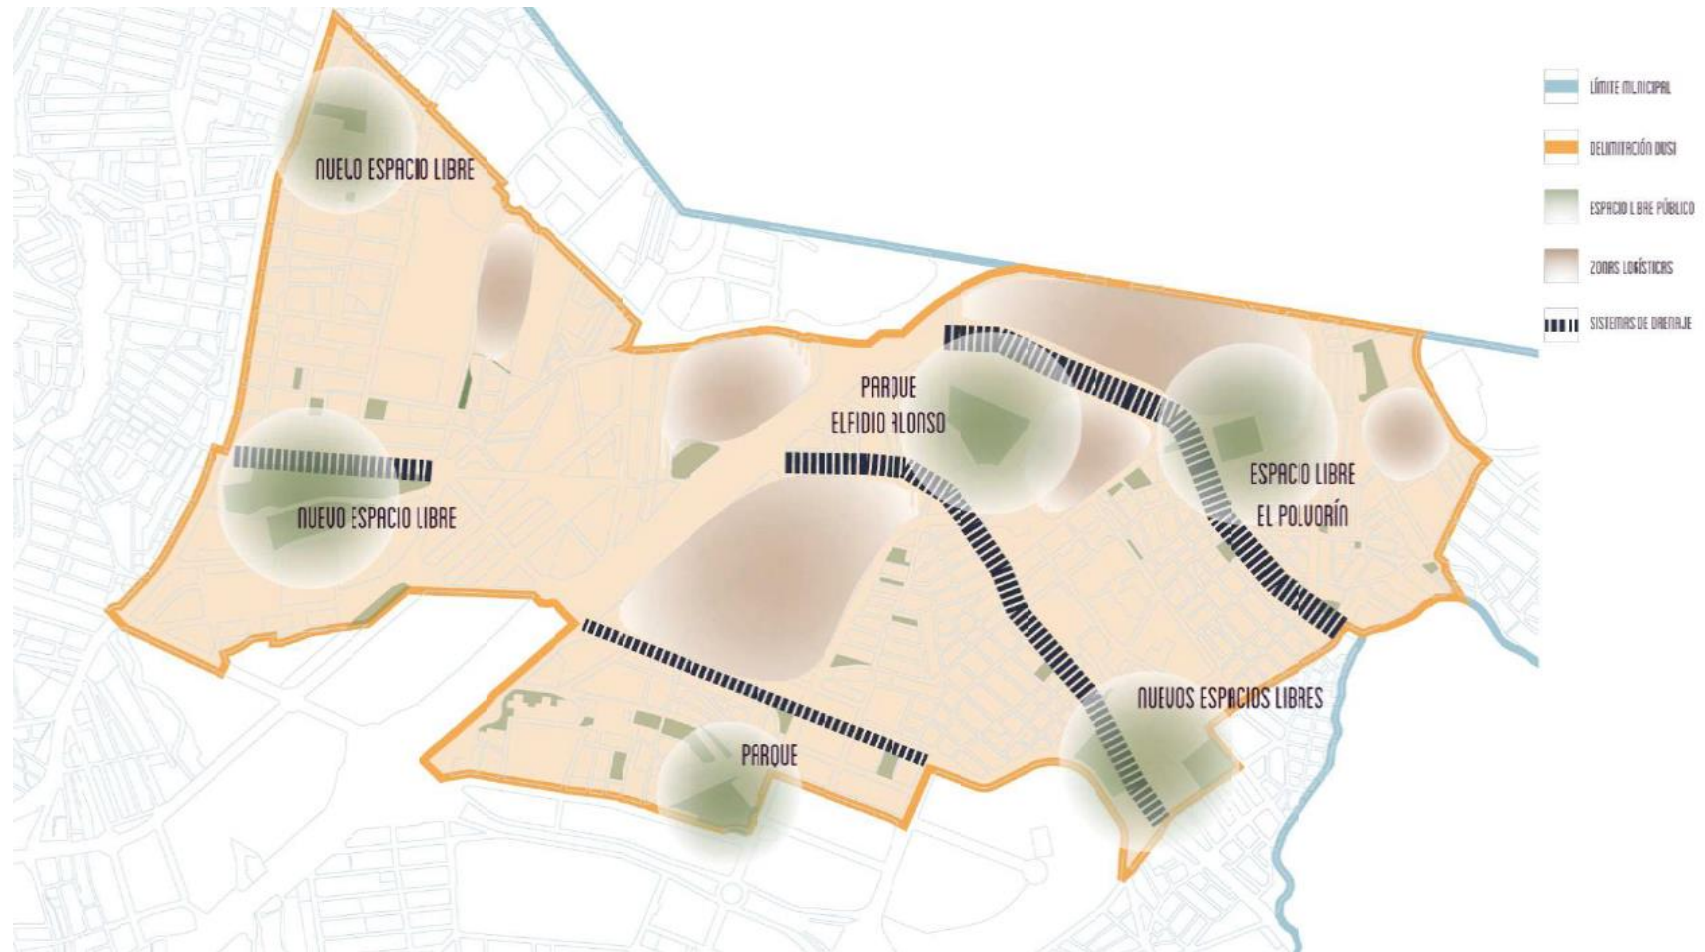 NUEVO ESPACIO LIBRE
PARQUE
ELFIDIO ALONSO
ESPACIO LIBRE
EL POLVORÍN
NUEVO ESPACIO LIBRE
NUEVOS ESPACIOS LIBRES
PARQUE
LÍMITE MUNICIPAL
DELIMITACIÓN DUSI
ESPACIO LIBRE PÚBLICO
ZONAS LOGÍSTICAS
SISTEMAS DE DRENAJE